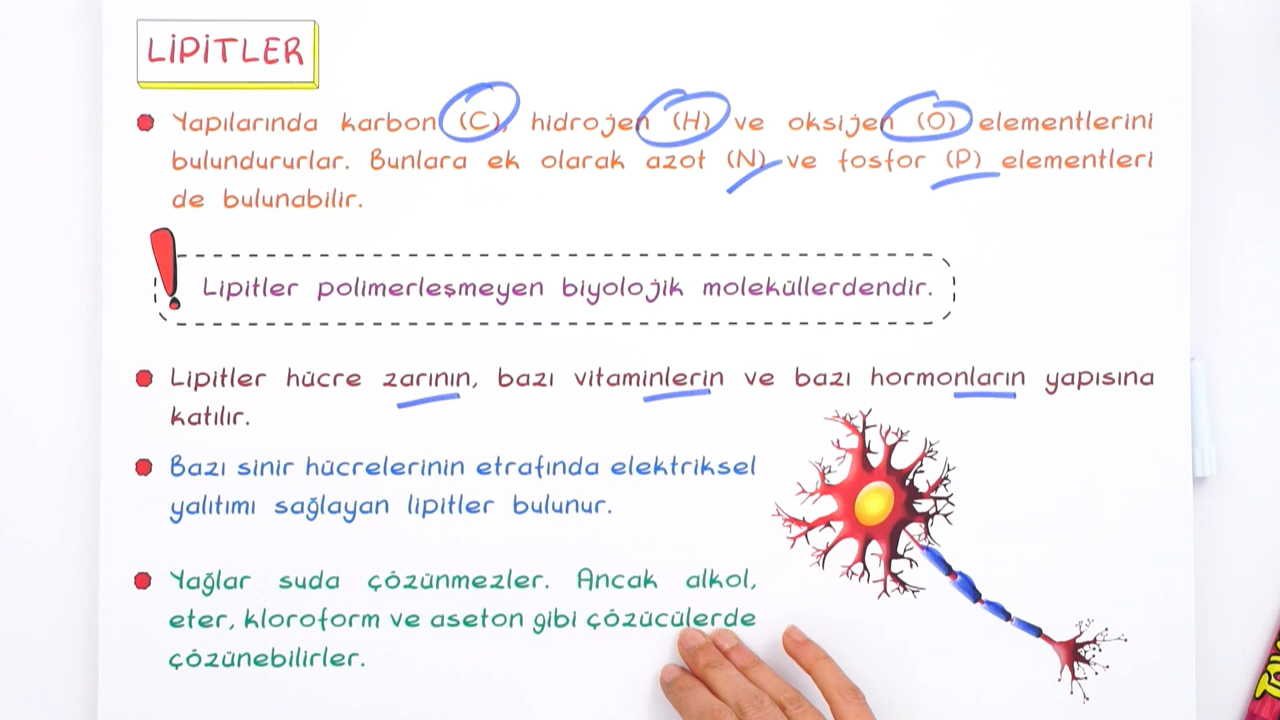 LİPİTLER
Yapılarında karbon (C), hidrojen (H) ve oksijen (O) elementlerini
bulundururlar. Bunlara ek olarak azot (N) ve fosfor (P) elementleri
de bulunabilir.
Lipitler polimerleşmeyen biyolojik moleküllerdendir.
Lipitler hücre zarının, bazı vitaminlerin ve bazı hormonların yapısına
katılır.
Bazı sinir hücrelerinin etrafında elektriksel
yalıtımı sağlayan lipitler bulunur.
Yağlar suda çözünmezler. Ancak alkol,
eter, kloroform ve aseton gibi çözücülerde
çözünebilirler.